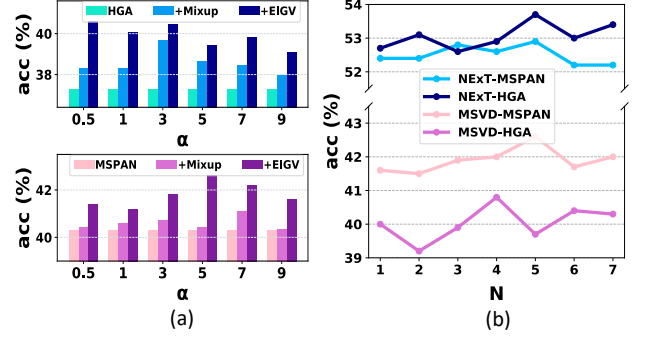 HGA +Mixup +EIGV
acc (%)
40
38
0.5 1 3 5 7 9
α
MSPAN +Mixup +EIGV
acc (%)
42
40
0.5 1 3 5 7 9
α
(a)
54
53
52
NExT-MSPAN
NExT-HGA
MSVD-MSPAN
MSVD-HGA
acc (%)
43
42
41
40
39
1 2 3 4 5 6 7
N
(b)